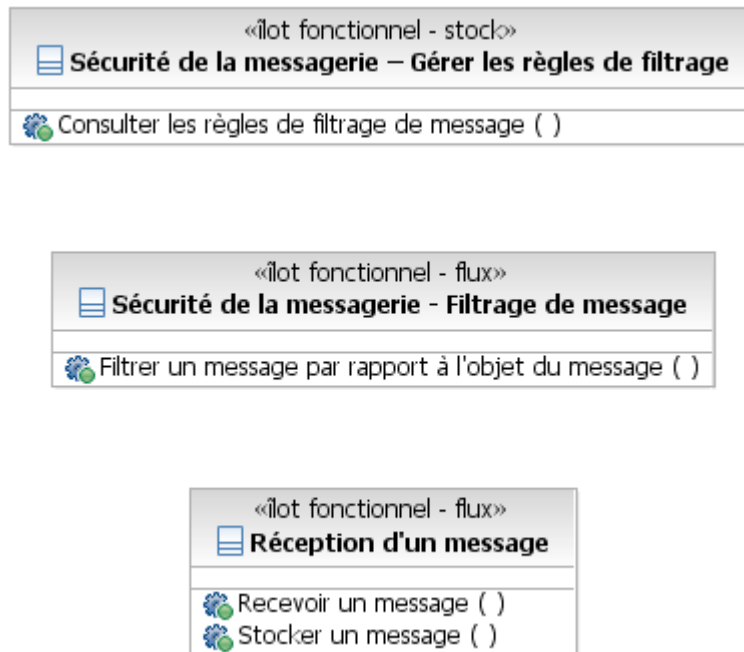 «îlot fonctionnel - stock»
Sécurité de la messagerie – Gérer les règles de filtrage
Consulter les règles de filtrage de message ( )
«îlot fonctionnel - flux»
Sécurité de la messagerie - Filtrage de message
Filtrer un message par rapport à l'objet du message ( )
«îlot fonctionnel - flux»
Réception d'un message
Recevoir un message ( )
Stocker un message ( )